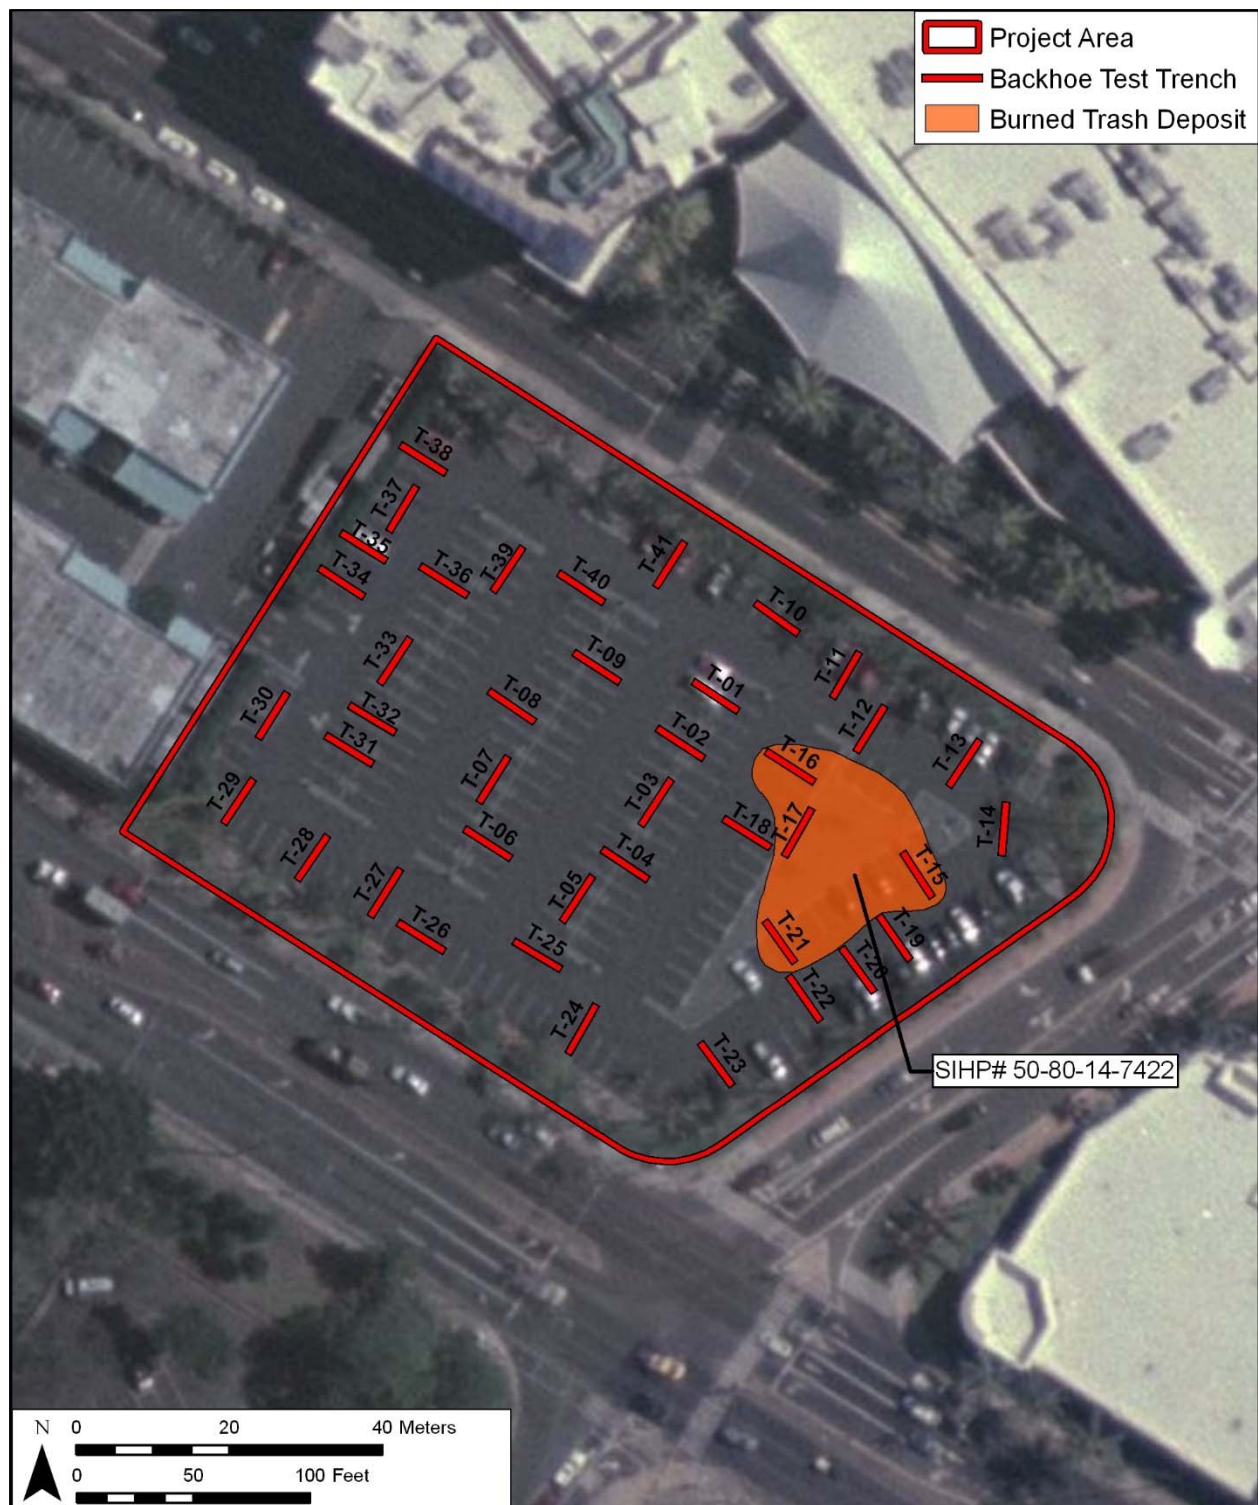 Project Area
Backhoe Test Trench
Burned Trash Deposit
T-38
T-37
T-35
T-34
T-36
T-39
T-40
T-41
T-10
T-33
T-09
T-11
T-01
T-30
T-32
T-08
T-02
T-12
T-31
T-13
T-16
T-29
T-07
T-03
T-14
T-18
T-17
T-28
T-06
T-04
T-15
T-27
T-05
T-26
T-25
T-21
T-19
T-20
T-24
T-22
T-23
SIHP# 50-80-14-7422
N 0 20 40 Meters
0 50 100 Feet